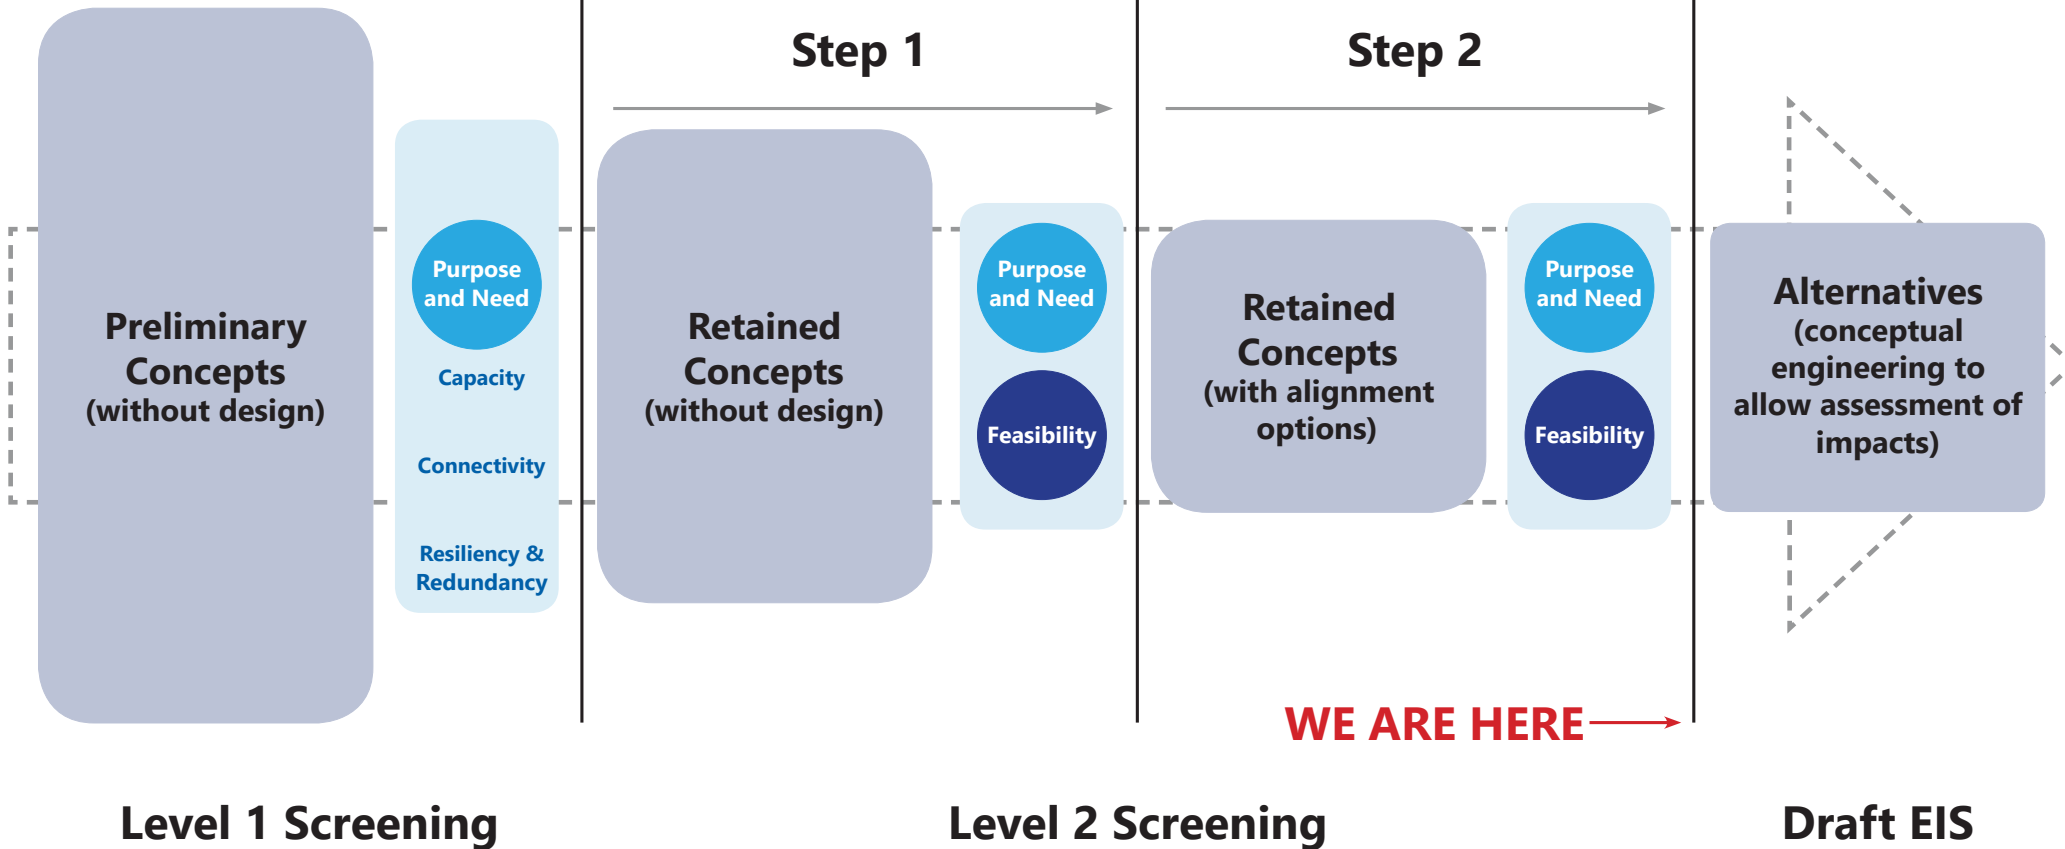 Step 1
Step 2
Preliminary
Concepts
(without design)
Purpose
and Need
Capacity
Connectivity
Resiliency &
Redundancy
Retained
Concepts
(without design)
Purpose
and Need
Feasibility
Retained
Concepts
(with alignment
options)
Purpose
and Need
Feasibility
Alternatives
(conceptual
engineering to
allow assessment of
impacts)
WE ARE HERE
Level 1 Screening
Level 2 Screening
Draft EIS